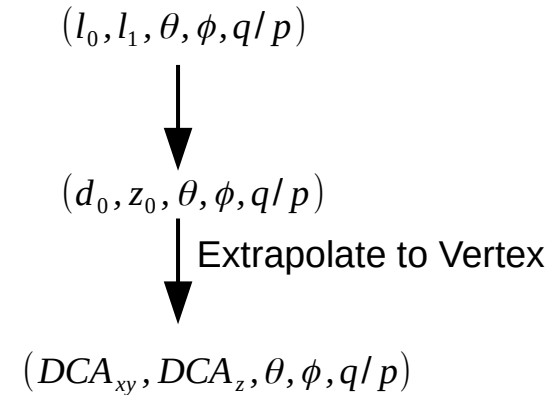 (l₀, l₁, θ, ϕ, q/p)
(d₀, z₀, θ, ϕ, q/p)
Extrapolate to Vertex
(DCA_xy, DCA_z, θ, ϕ, q/p)